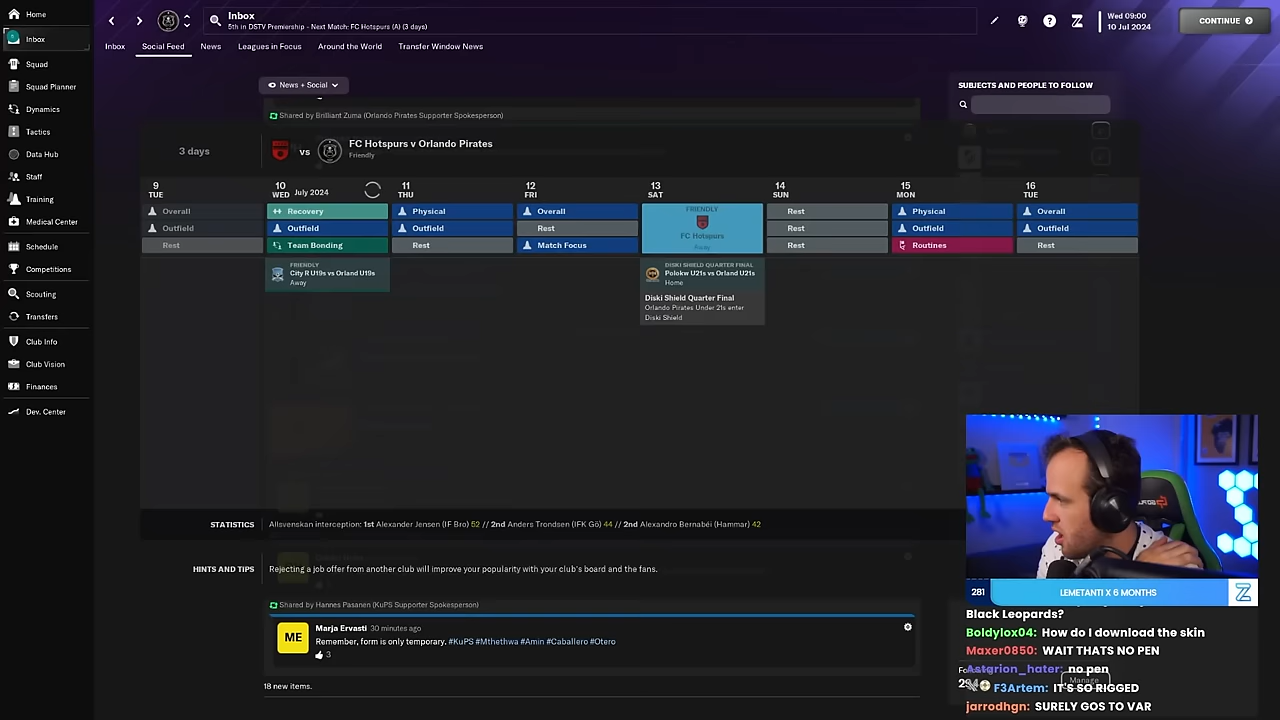 Home
Inbox
Squad
Squad Planner
Dynamics
Tactics
Data Hub
Staff
Training
Medical Center
Schedule
Competitions
Scouting
Transfers
Club Info
Club Vision
Finances
Dev. Center
Inbox
5th in DSTV Premiership - Next Match: FC Hotspurs (A) (3 days)
Wed 09:00
10 Jul 2024
CONTINUE
Inbox
Social Feed
News
Leagues in Focus
Around the World
Transfer Window News
News + Social
SUBJECTS AND PEOPLE TO FOLLOW
Shared by Brilliant Zuma (Orlando Pirates Supporter Spokesperson)
3 days
vs
FC Hotspurs v Orlando Pirates
Friendly
9
TUE
10
WED
July 2024
11
THU
12
FRI
13
SAT
14
SUN
15
MON
16
TUE
Overall
Recovery
Physical
Overall
FRIENDLY
Rest
Physical
Overall
Outfield
Outfield
Outfield
Rest
FC Hotspurs
Rest
Outfield
Outfield
Rest
Team Bonding
Rest
Match Focus
Away
Rest
Routines
Rest
FRIENDLY
City R U19s vs Orland U19s
Away
DISKI SHIELD QUARTER FINAL
Polokw U21s vs Orland U21s
Home
Diski Shield Quarter Final
Orlando Pirates Under 21s enter
Diski Shield
STATISTICS
Allsvenskan interception: 1st Alexander Jensen (IF Bro) 52 // 2nd Anders Trondsen (IFK Gö) 44 // 2nd Alexandro Bernabéi (Hammar) 42
HINTS AND TIPS
Rejecting a job offer from another club will improve your popularity with your club's board and the fans.
Shared by Hannes Pasanen (KuPS Supporter Spokesperson)
ME
Marja Ervasti 30 minutes ago
Remember, form is only temporary. #KuPS #Mthethwa #Amin #Caballero #Otero
3
18 new items.
281
LEMETANTI X 6 MONTHS
Black Leopards?
Boldylox04: How do I download the skin
Maxer0850: WAIT THATS NO PEN
Astarion_hater: no pen
Manage
F3Artem: IT'S SO RIGGED
jarrodhgn: SURELY GOS TO VAR